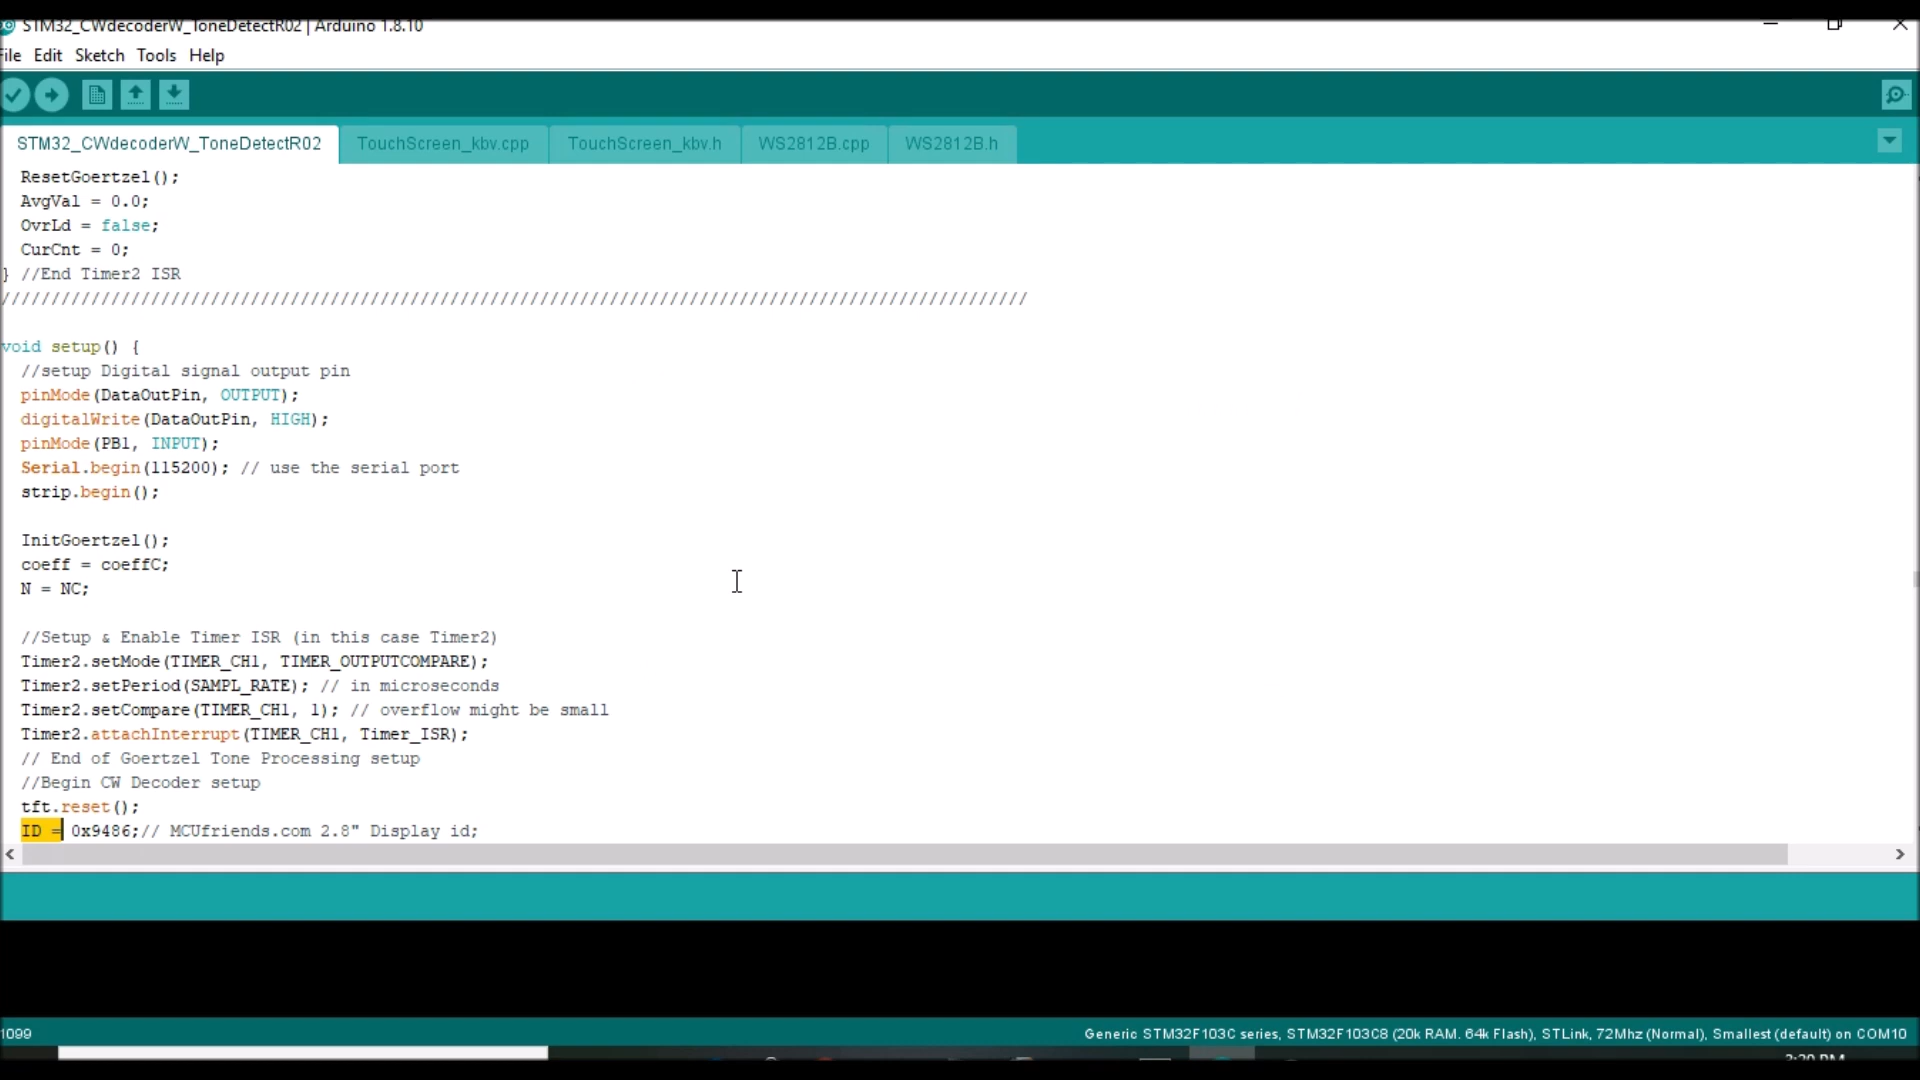 STM32_CWdecoderW_ToneDetectR02 | Arduino 1.8.10
File Edit Sketch Tools Help
STM32_CWdecoderW_ToneDetectR02 TouchScreen_kbv.cpp TouchScreen_kbv.h WS2812B.cpp WS2812B.h
ResetGoertzel();
AvgVal = 0.0;
OvrLd = false;
CurCnt = 0;
} //End Timer2 ISR
///////////////////////////////////////////////////////////////////////////////////////////////////////
void setup() {
//setup Digital signal output pin
pinMode(DataOutPin, OUTPUT);
digitalWrite(DataOutPin, HIGH);
pinMode(PB1, INPUT);
Serial.begin(115200); // use the serial port
strip.begin();
InitGoertzel();
coeff = coeffC;
N = NC;
//Setup & Enable Timer ISR (in this case Timer2)
Timer2.setMode(TIMER_CH1, TIMER_OUTPUTCOMPARE);
Timer2.setPeriod(SAMPL_RATE); // in microseconds
Timer2.setCompare(TIMER_CH1, 1); // overflow might be small
Timer2.attachInterrupt(TIMER_CH1, Timer_ISR);
// End of Goertzel Tone Processing setup
//Begin CW Decoder setup
tft.reset();
ID = 0x9486;// MCUfriends.com 2.8" Display id;
1099 Generic STM32F103C series, STM32F103C8 (20k RAM. 64k Flash), STLink, 72Mhz (Normal), Smallest (default) on COM10